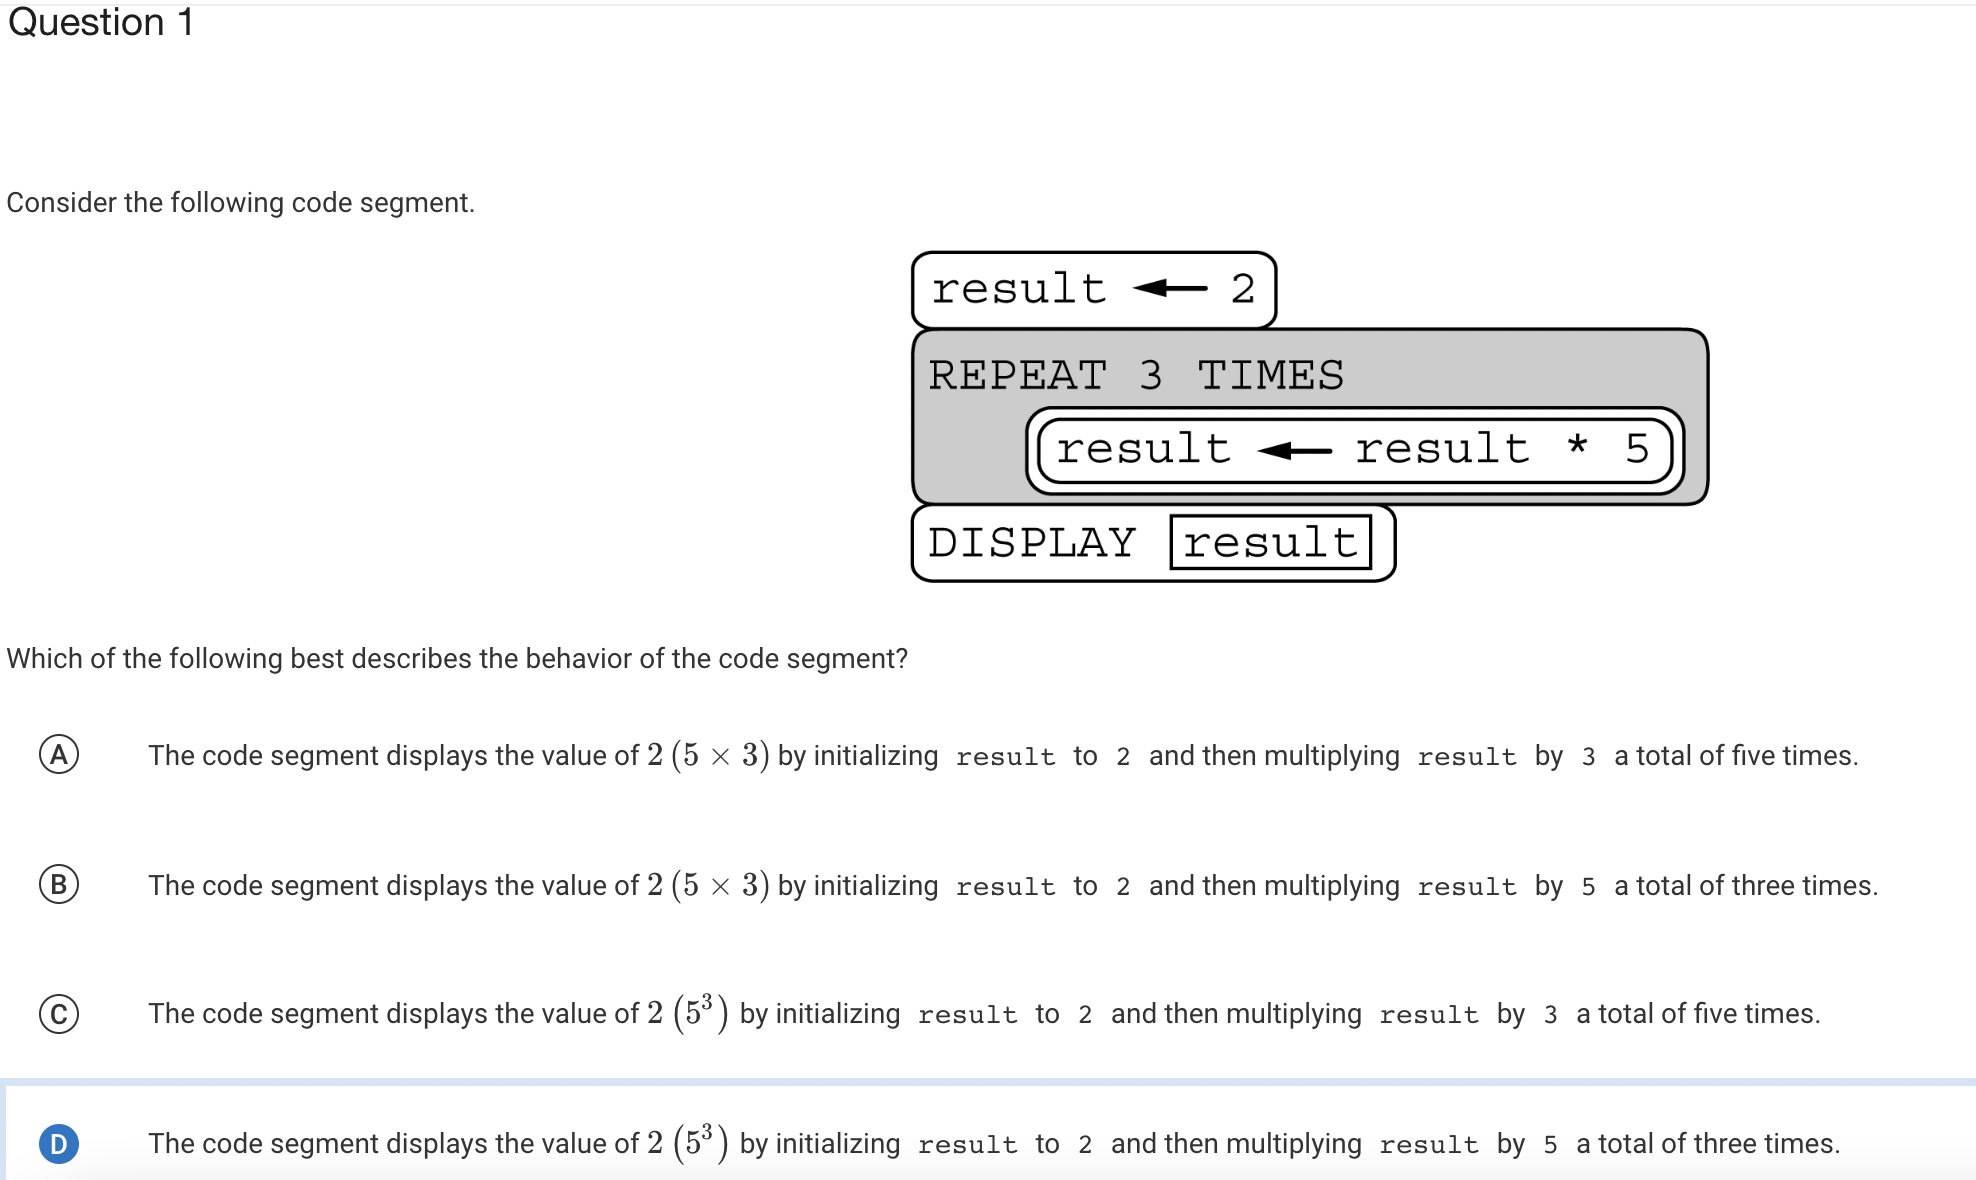 Question 1
Consider the following code segment.
result ← 2
REPEAT 3 TIMES
result ← result * 5
DISPLAY result
Which of the following best describes the behavior of the code segment?
A The code segment displays the value of 2 (5 × 3) by initializing result to 2 and then multiplying result by 3 a total of five times.
B The code segment displays the value of 2 (5 × 3) by initializing result to 2 and then multiplying result by 5 a total of three times.
C The code segment displays the value of 2 (5³) by initializing result to 2 and then multiplying result by 3 a total of five times.
D The code segment displays the value of 2 (5³) by initializing result to 2 and then multiplying result by 5 a total of three times.